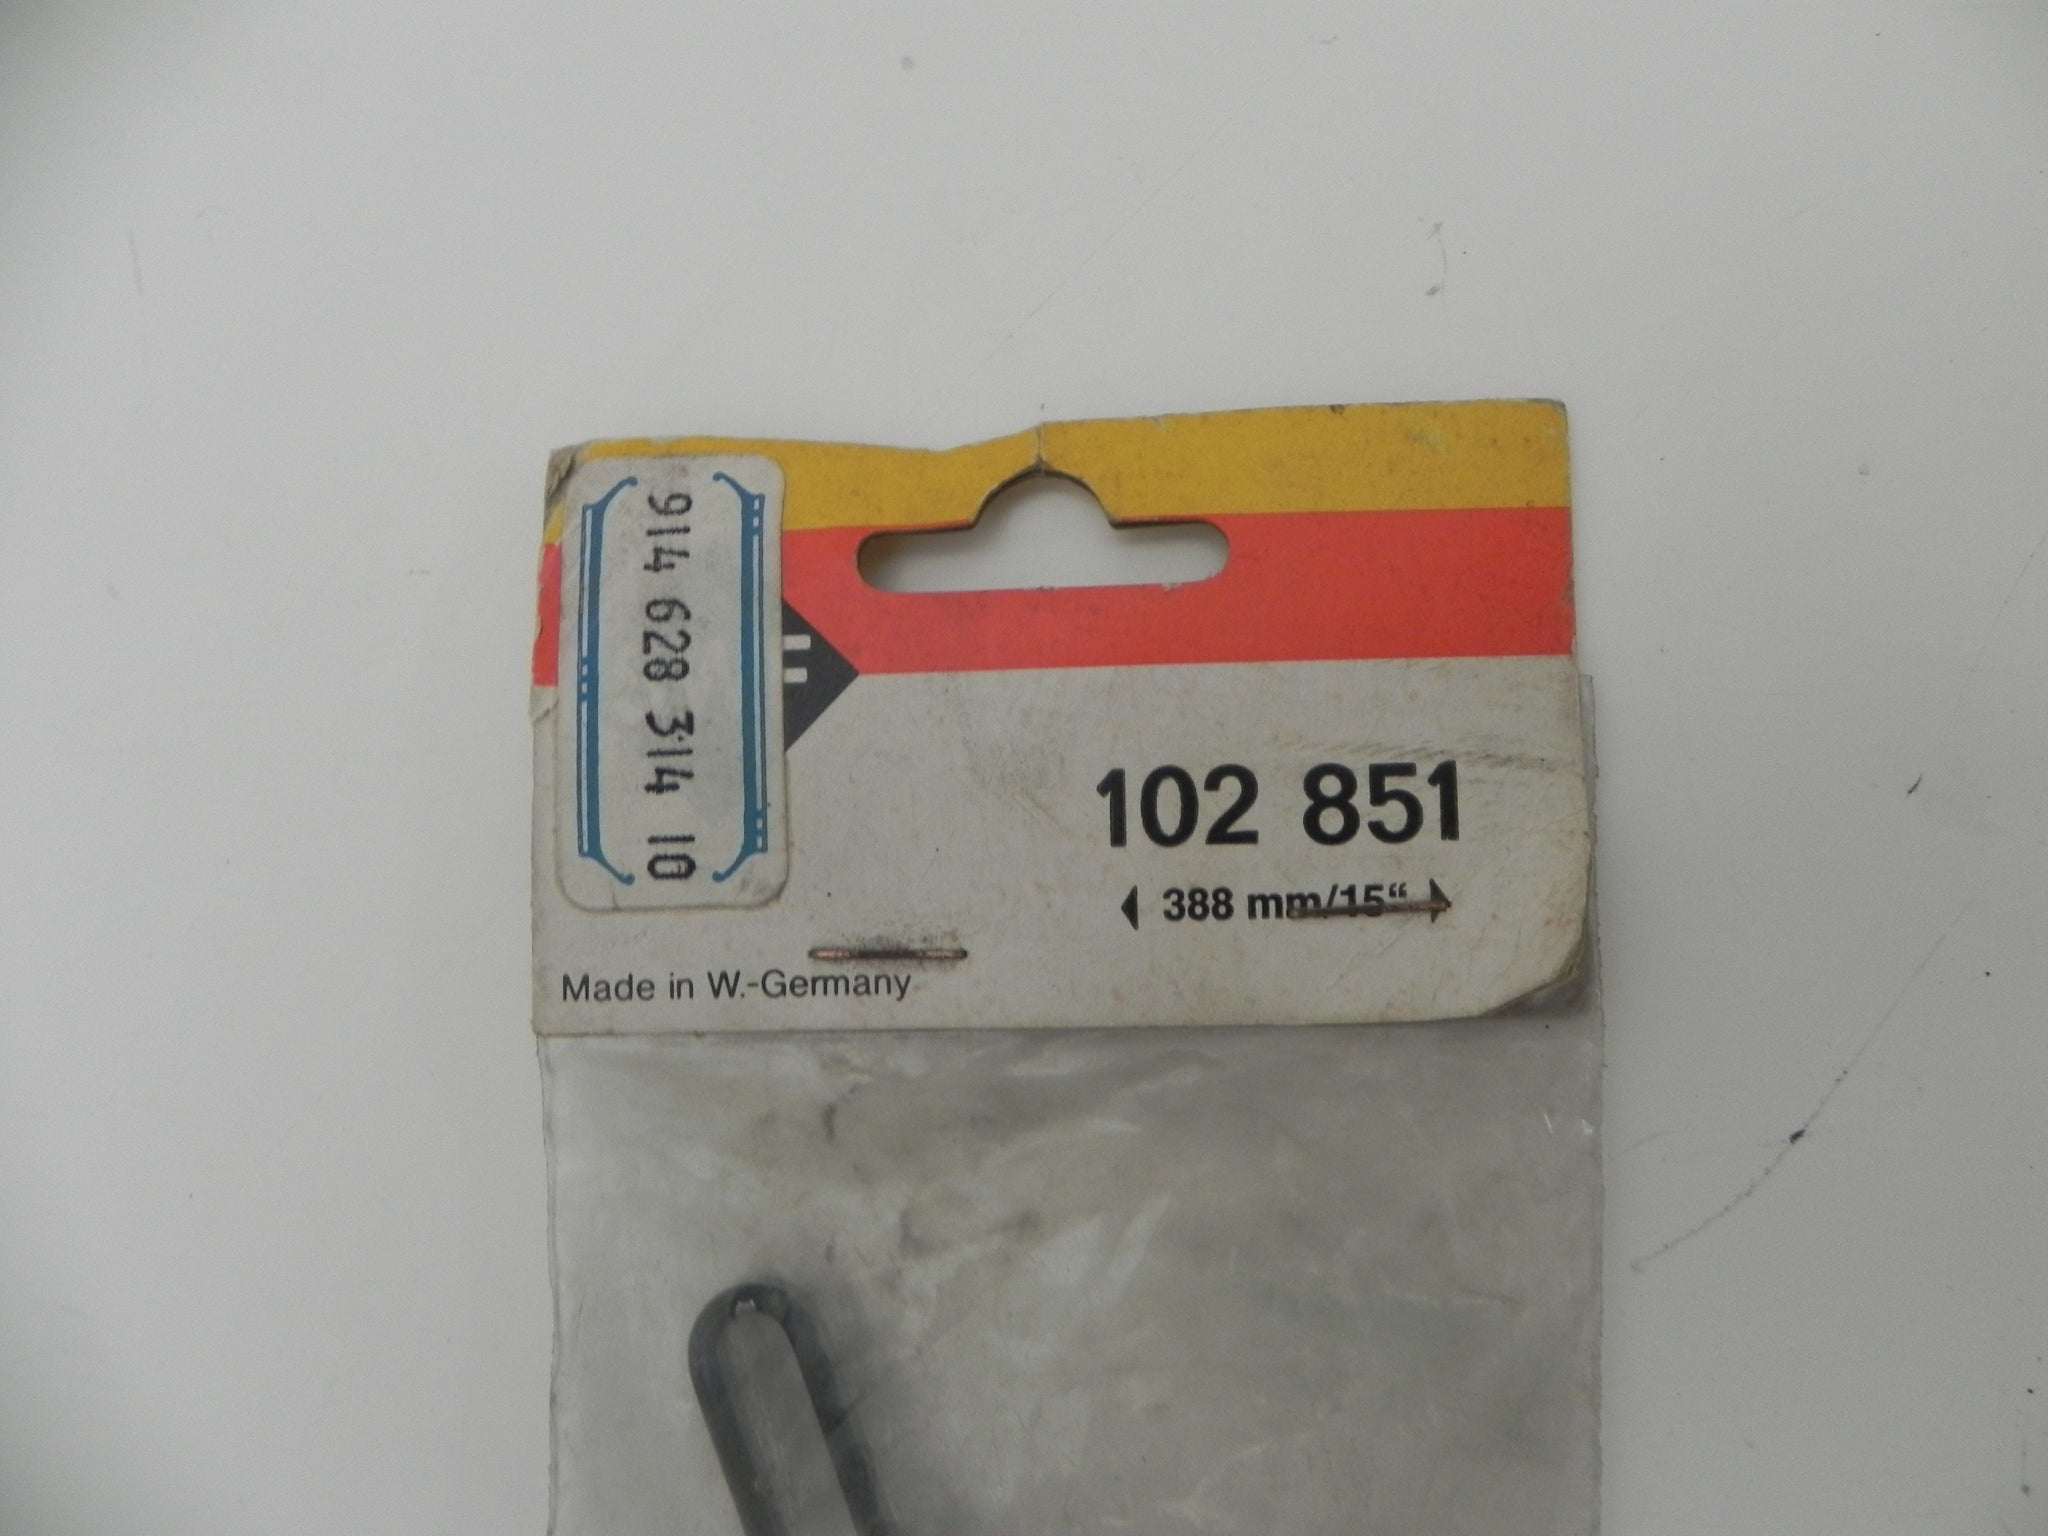 914 628 314 10
102 851
388 mm/15“
Made in W.-Germany